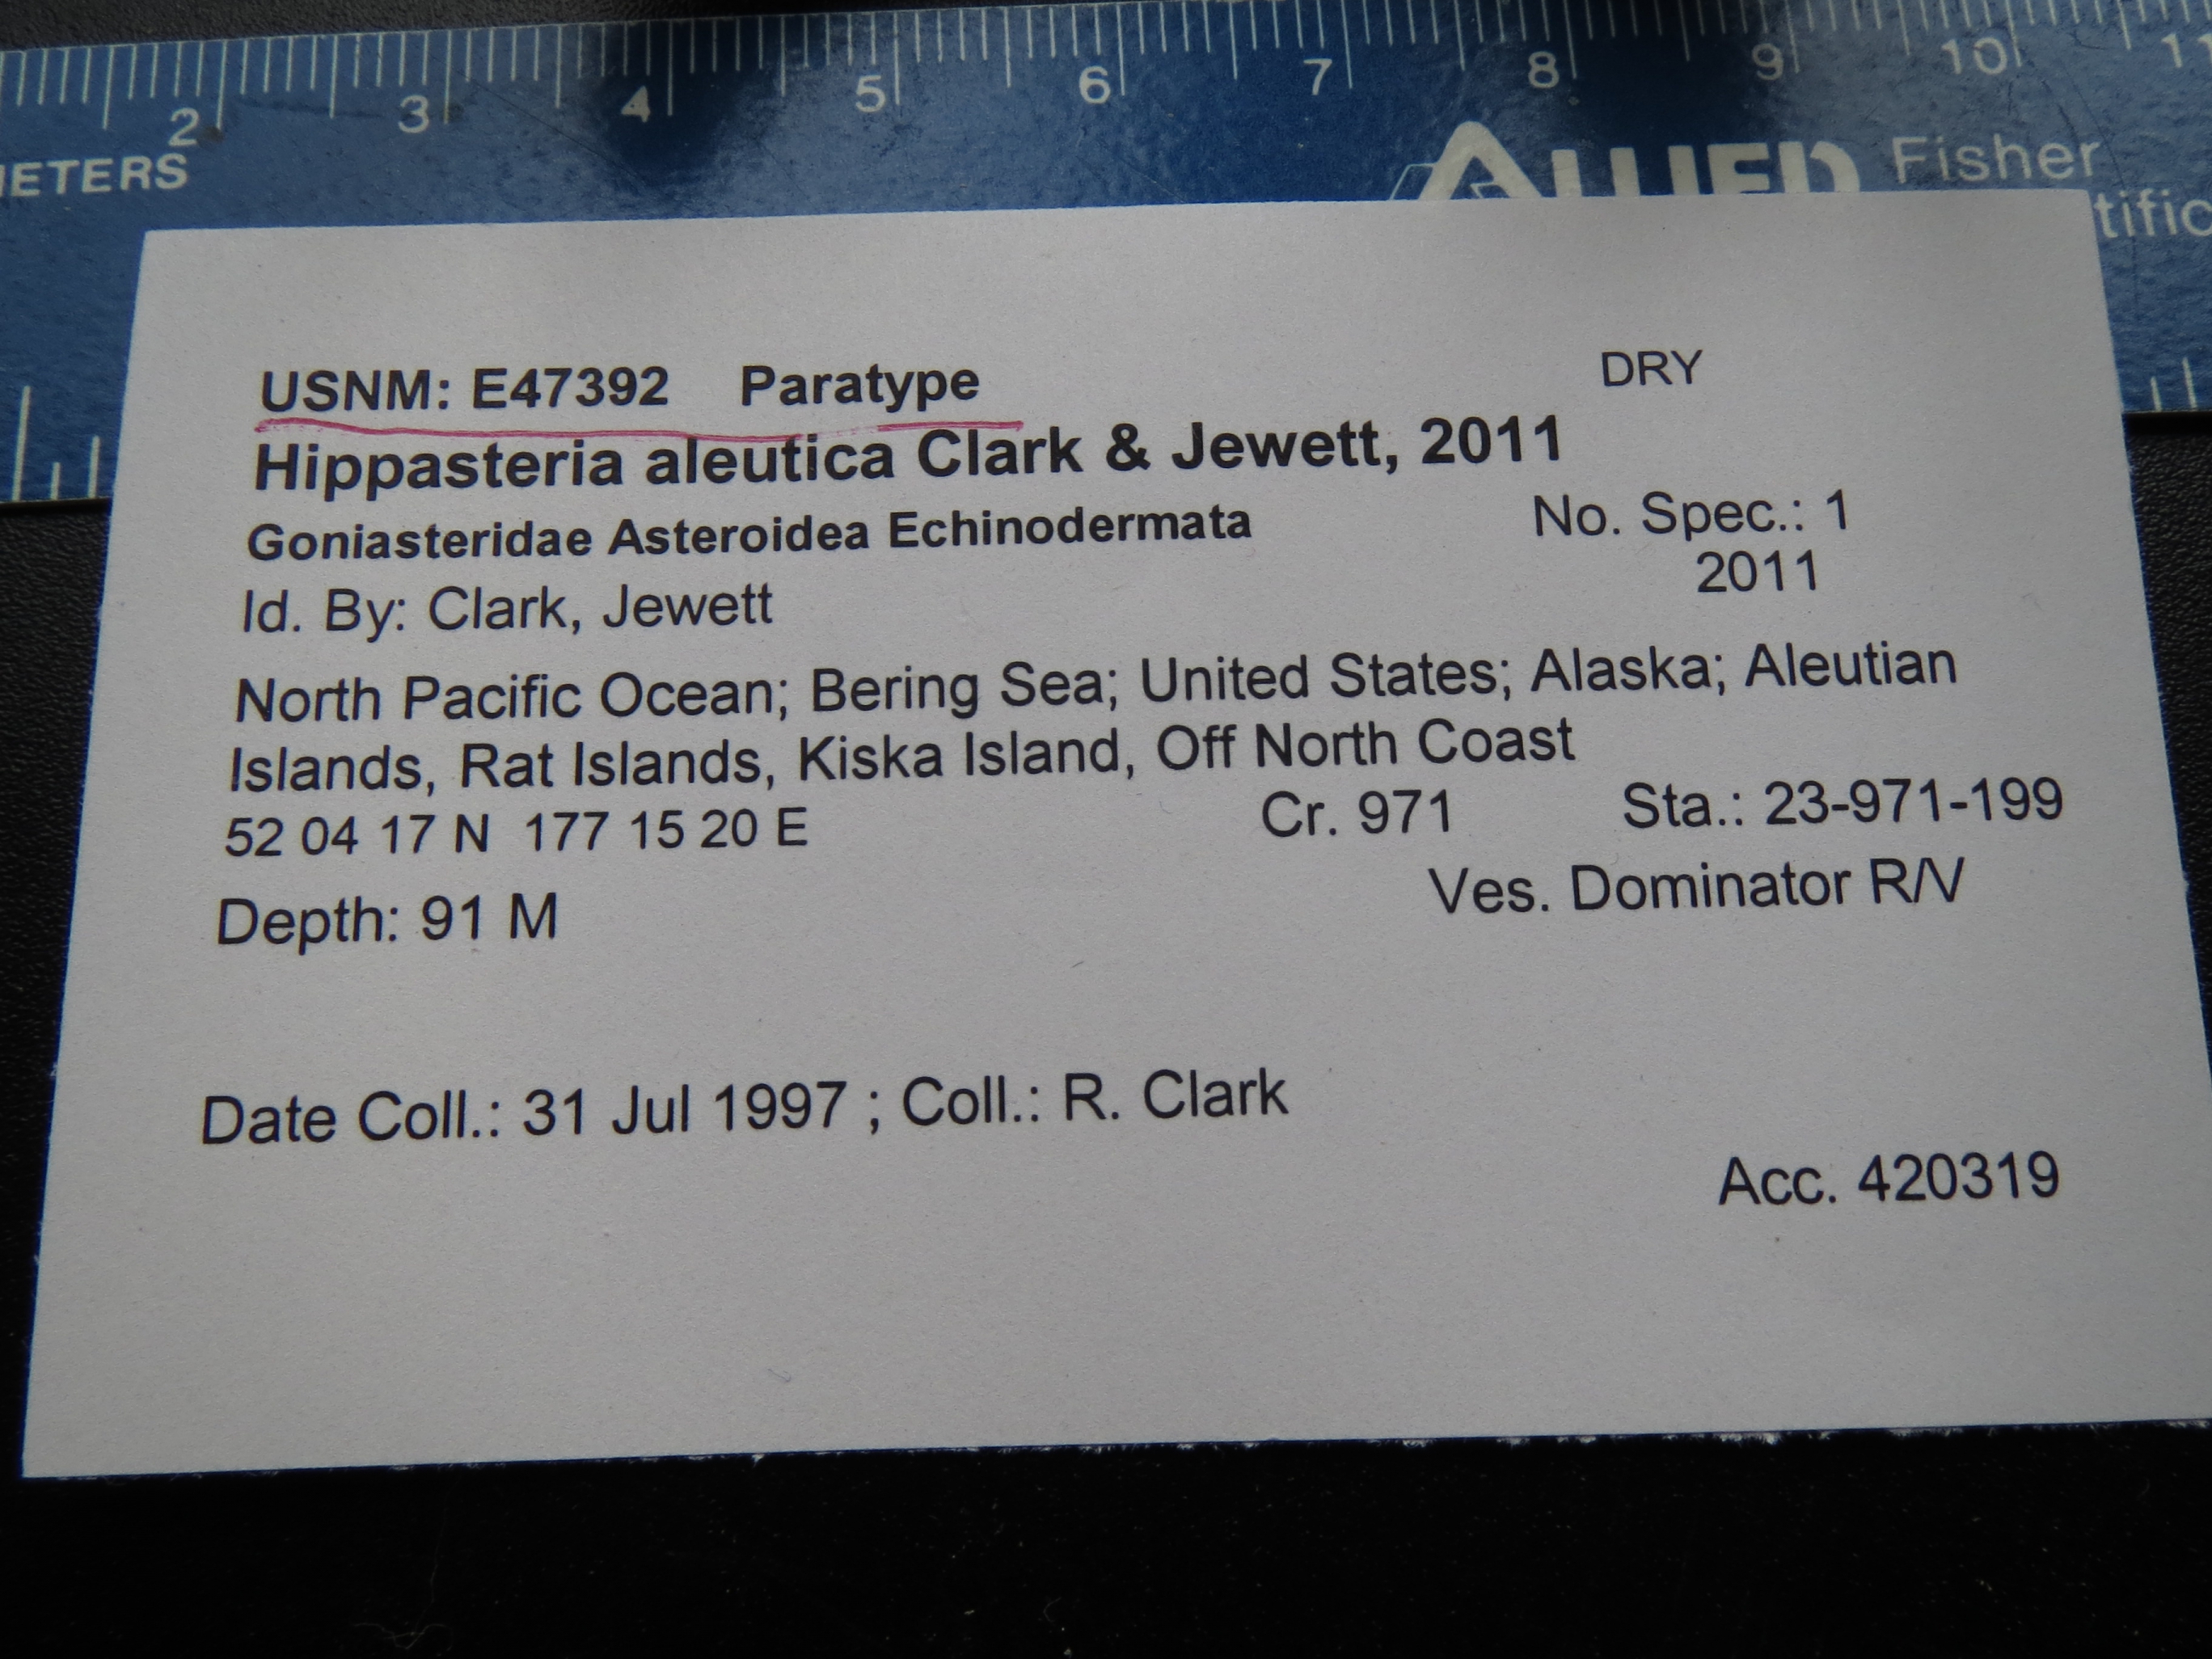 2 3 4 5 6 7 8 9 10 11
ALLIED Fisher
USNM: E47392 Paratype DRY
Hippasteria aleutica Clark & Jewett, 2011
Goniasteridae Asteroidea Echinodermata No. Spec.: 1
Id. By: Clark, Jewett 2011
North Pacific Ocean; Bering Sea; United States; Alaska; Aleutian
Islands, Rat Islands, Kiska Island, Off North Coast
52 04 17 N 177 15 20 E Cr. 971 Sta.: 23-971-199
Depth: 91 M Ves. Dominator R/V
Date Coll.: 31 Jul 1997 ; Coll.: R. Clark
Acc. 420319